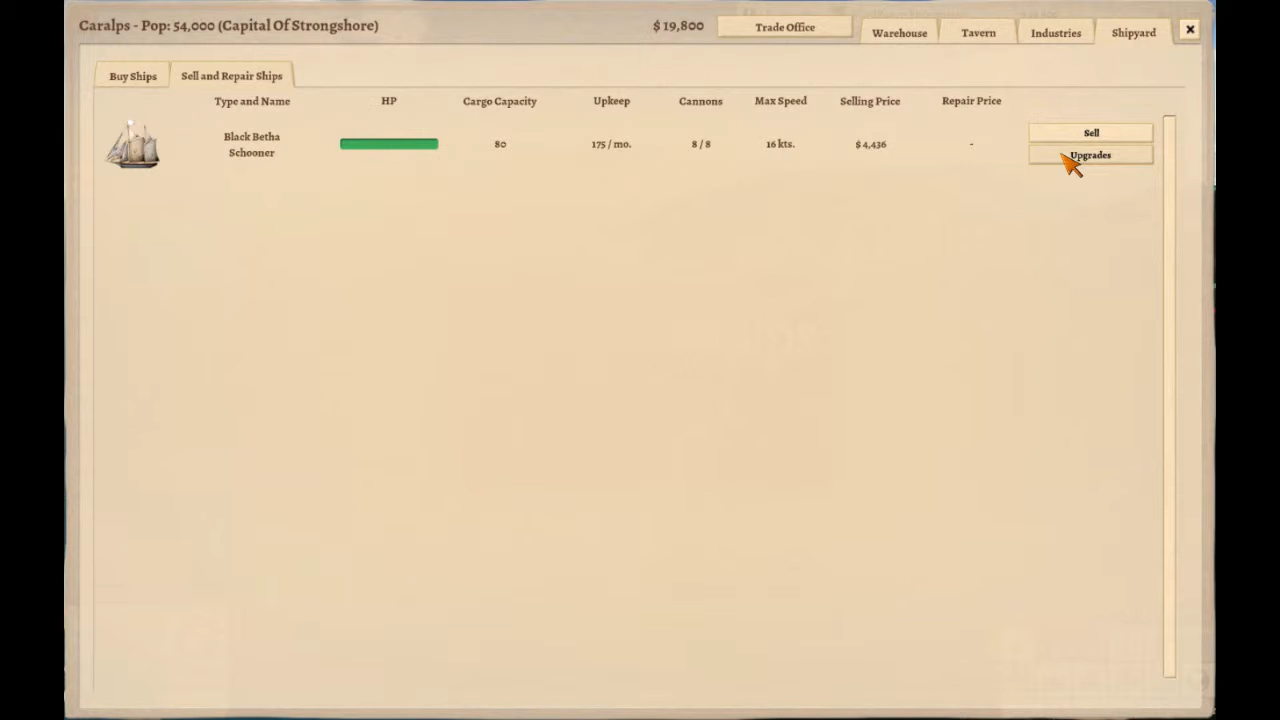 Caralps - Pop: 54,000 (Capital Of Strongshore)
$ 19,800
Trade Office
Warehouse
Tavern
Industries
Shipyard
x
Buy Ships
Sell and Repair Ships
Type and Name
HP
Cargo Capacity
Upkeep
Cannons
Max Speed
Selling Price
Repair Price
Black Betha
Schooner
80
175 / mo.
8 / 8
16 kts.
$ 4,436
-
Sell
Upgrades